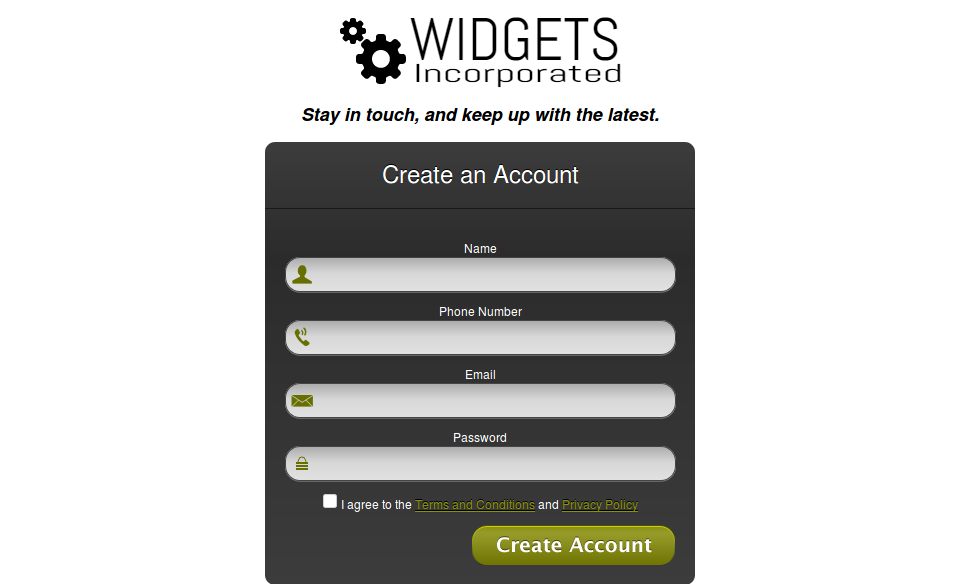 WIDGETS
Incorporated
Stay in touch, and keep up with the latest.
Create an Account
Name
Phone Number
Email
Password
I agree to the Terms and Conditions and Privacy Policy
Create Account